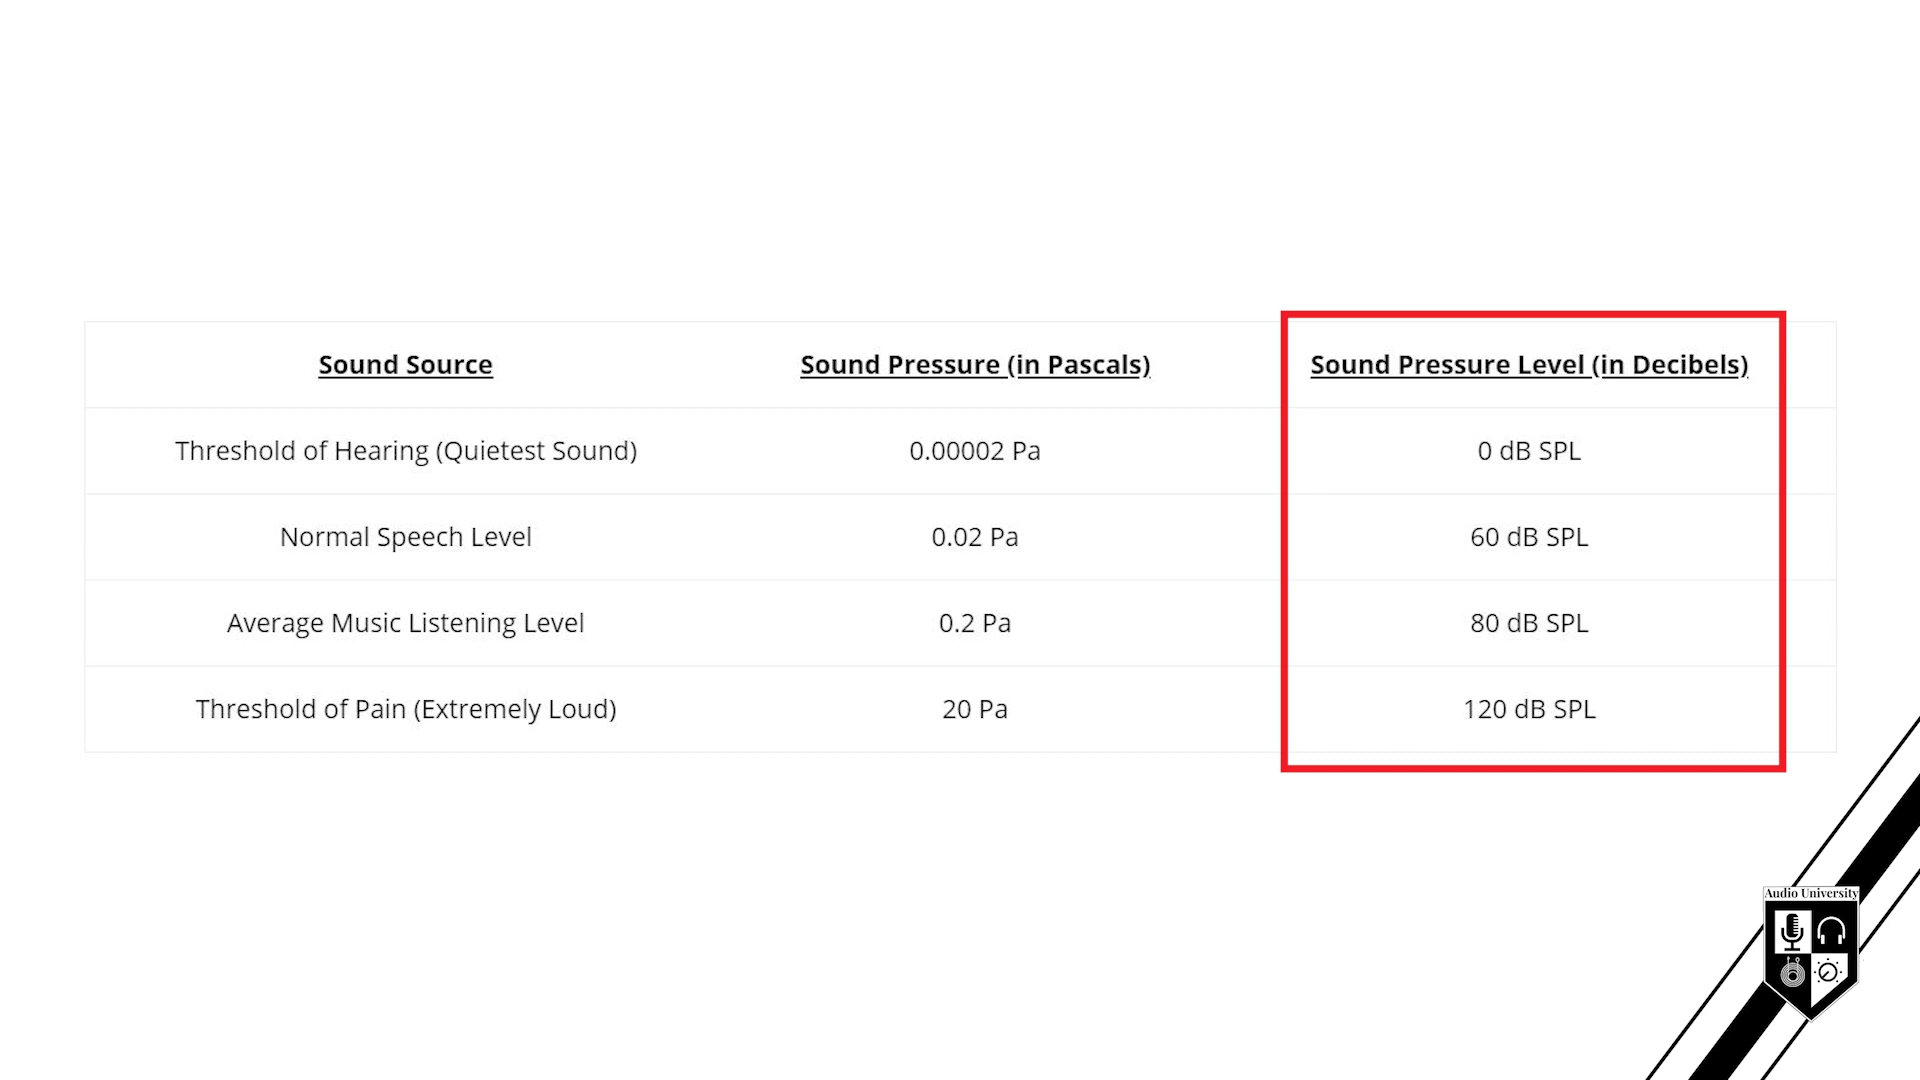 Sound Source Sound Pressure (in Pascals) Sound Pressure Level (in Decibels)
Threshold of Hearing (Quietest Sound) 0.00002 Pa 0 dB SPL
Normal Speech Level 0.02 Pa 60 dB SPL
Average Music Listening Level 0.2 Pa 80 dB SPL
Threshold of Pain (Extremely Loud) 20 Pa 120 dB SPL
Audio University